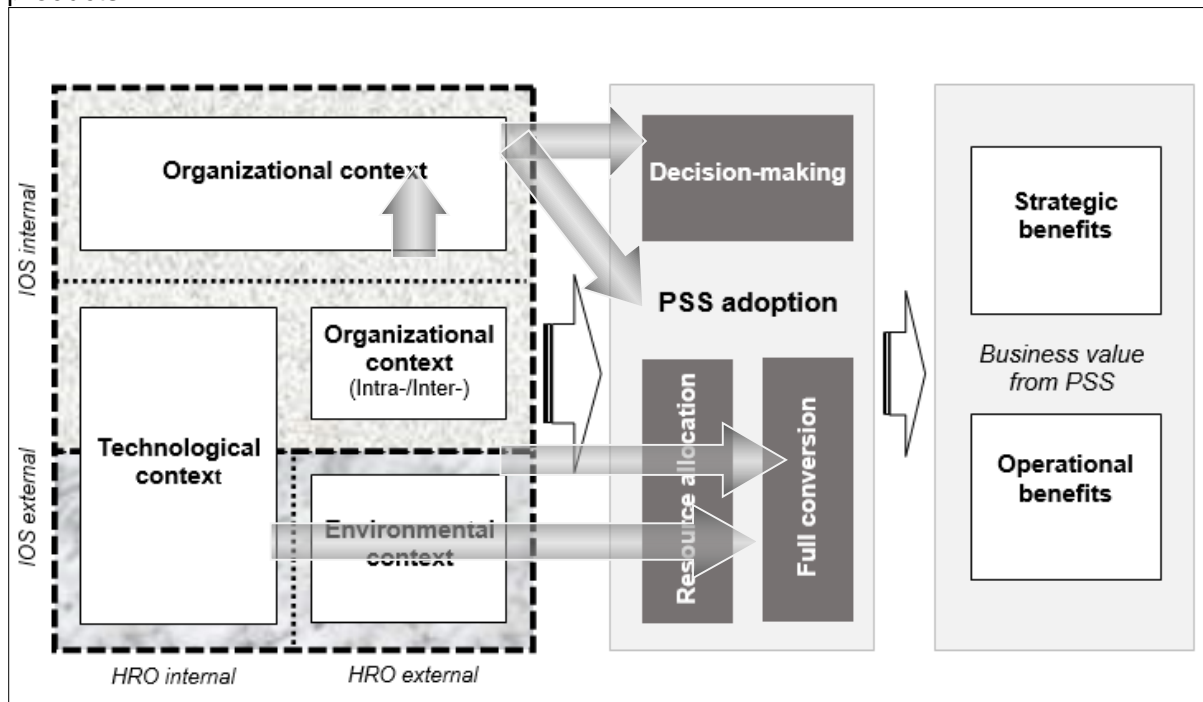 Organizational context
Decision-making
Strategic
benefits
IOS internal
PSS adoption
Organizational
context
(Intra-/Inter-)
Business value
from PSS
Technological
context
Resource allocation
Full conversion
Operational
benefits
IOS external
Environmental
context
HRO internal
HRO external